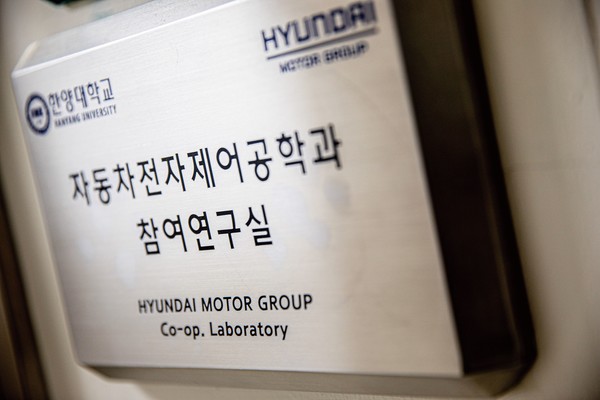 한양대학교
HANYANG UNIVERSITY
HYUNDAI
MOTOR GROUP
자동차전자제어공학과
참여연구실
HYUNDAI MOTOR GROUP
Co-op. Laboratory